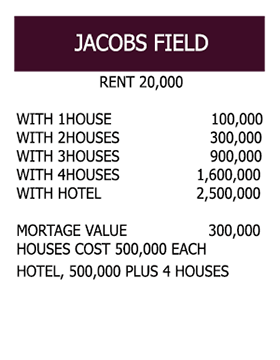 JACOBS FIELD
RENT 20,000
WITH 1HOUSE 100,000
WITH 2HOUSES 300,000
WITH 3HOUSES 900,000
WITH 4HOUSES 1,600,000
WITH HOTEL 2,500,000
MORTAGE VALUE 300,000
HOUSES COST 500,000 EACH
HOTEL, 500,000 PLUS 4 HOUSES